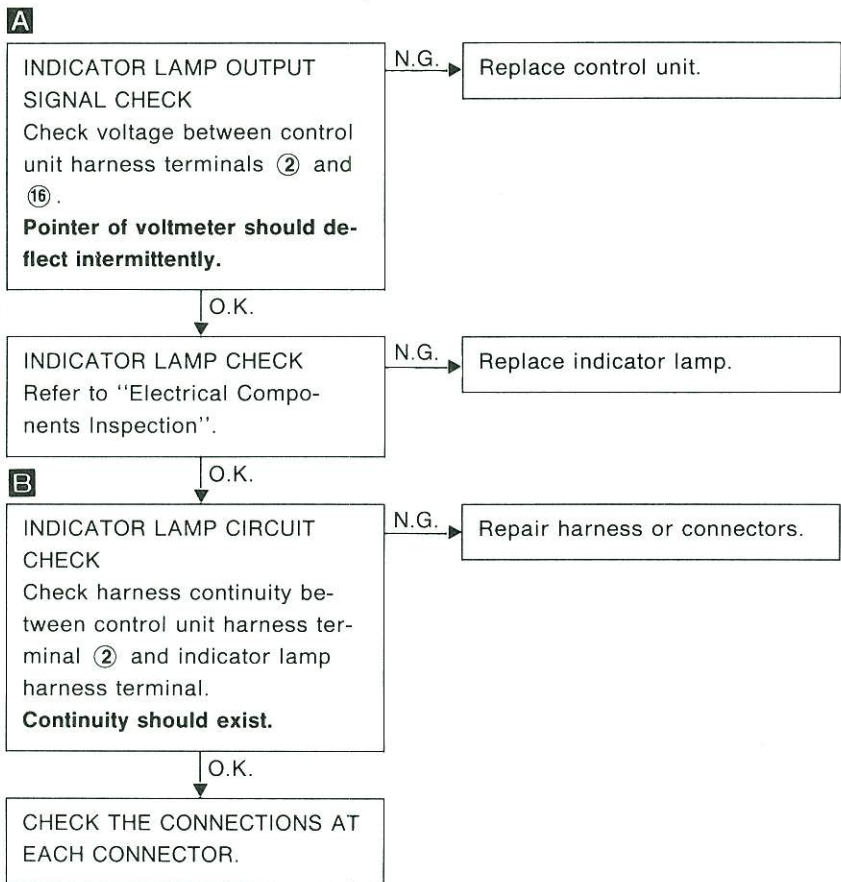 A
INDICATOR LAMP OUTPUT
SIGNAL CHECK
Check voltage between control
unit harness terminals ② and
⑯ .
Pointer of voltmeter should de-
flect intermittently.
N.G.
Replace control unit.
O.K.
INDICATOR LAMP CHECK
Refer to ‘‘Electrical Compo-
nents Inspection’’.
N.G.
Replace indicator lamp.
O.K.
B
INDICATOR LAMP CIRCUIT
CHECK
Check harness continuity be-
tween control unit harness ter-
minal ② and indicator lamp
harness terminal.
Continuity should exist.
N.G.
Repair harness or connectors.
O.K.
CHECK THE CONNECTIONS AT
EACH CONNECTOR.